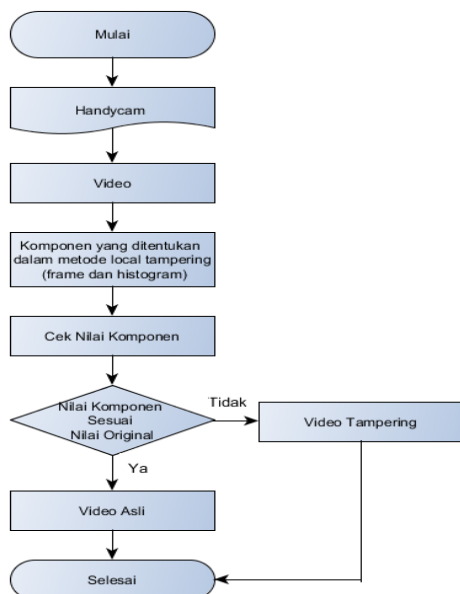 Mulai
Handycam
Video
Komponen yang ditentukan
dalam metode local tampering
(frame dan histogram)
Cek Nilai Komponen
Nilai Komponen
Sesuai
Nilai Original
Tidak
Video Tampering
Ya
Video Asli
Selesai